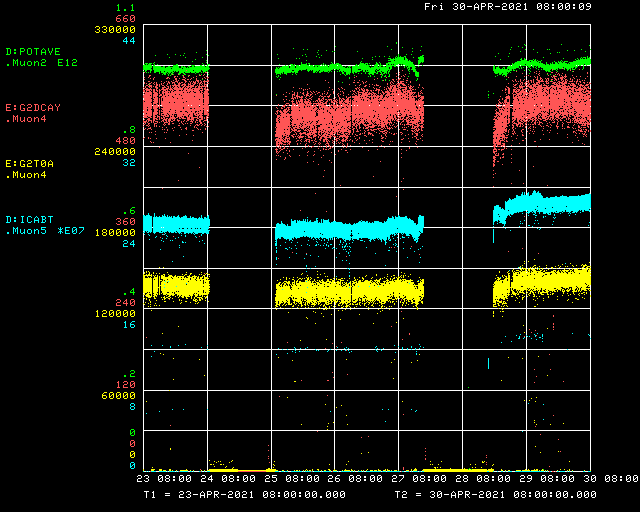 Fri 30-APR-2021 08:00:09
1.1
660
330000
44
D:POTAVE
.Muon2 E12
E:G2DCAY
.Muon4
.8
480
240000
32
E:G2T0A
.Muon4
.6
360
180000
24
D:ICABT
.Muon5 *E07
.4
240
120000
16
.2
120
60000
8
0
0
0
0
23 08:00 24 08:00 25 08:00 26 08:00 27 08:00 28 08:00 29 08:00 30 08:00
T1 = 23-APR-2021 08:00:00.000 T2 = 30-APR-2021 08:00:00.000